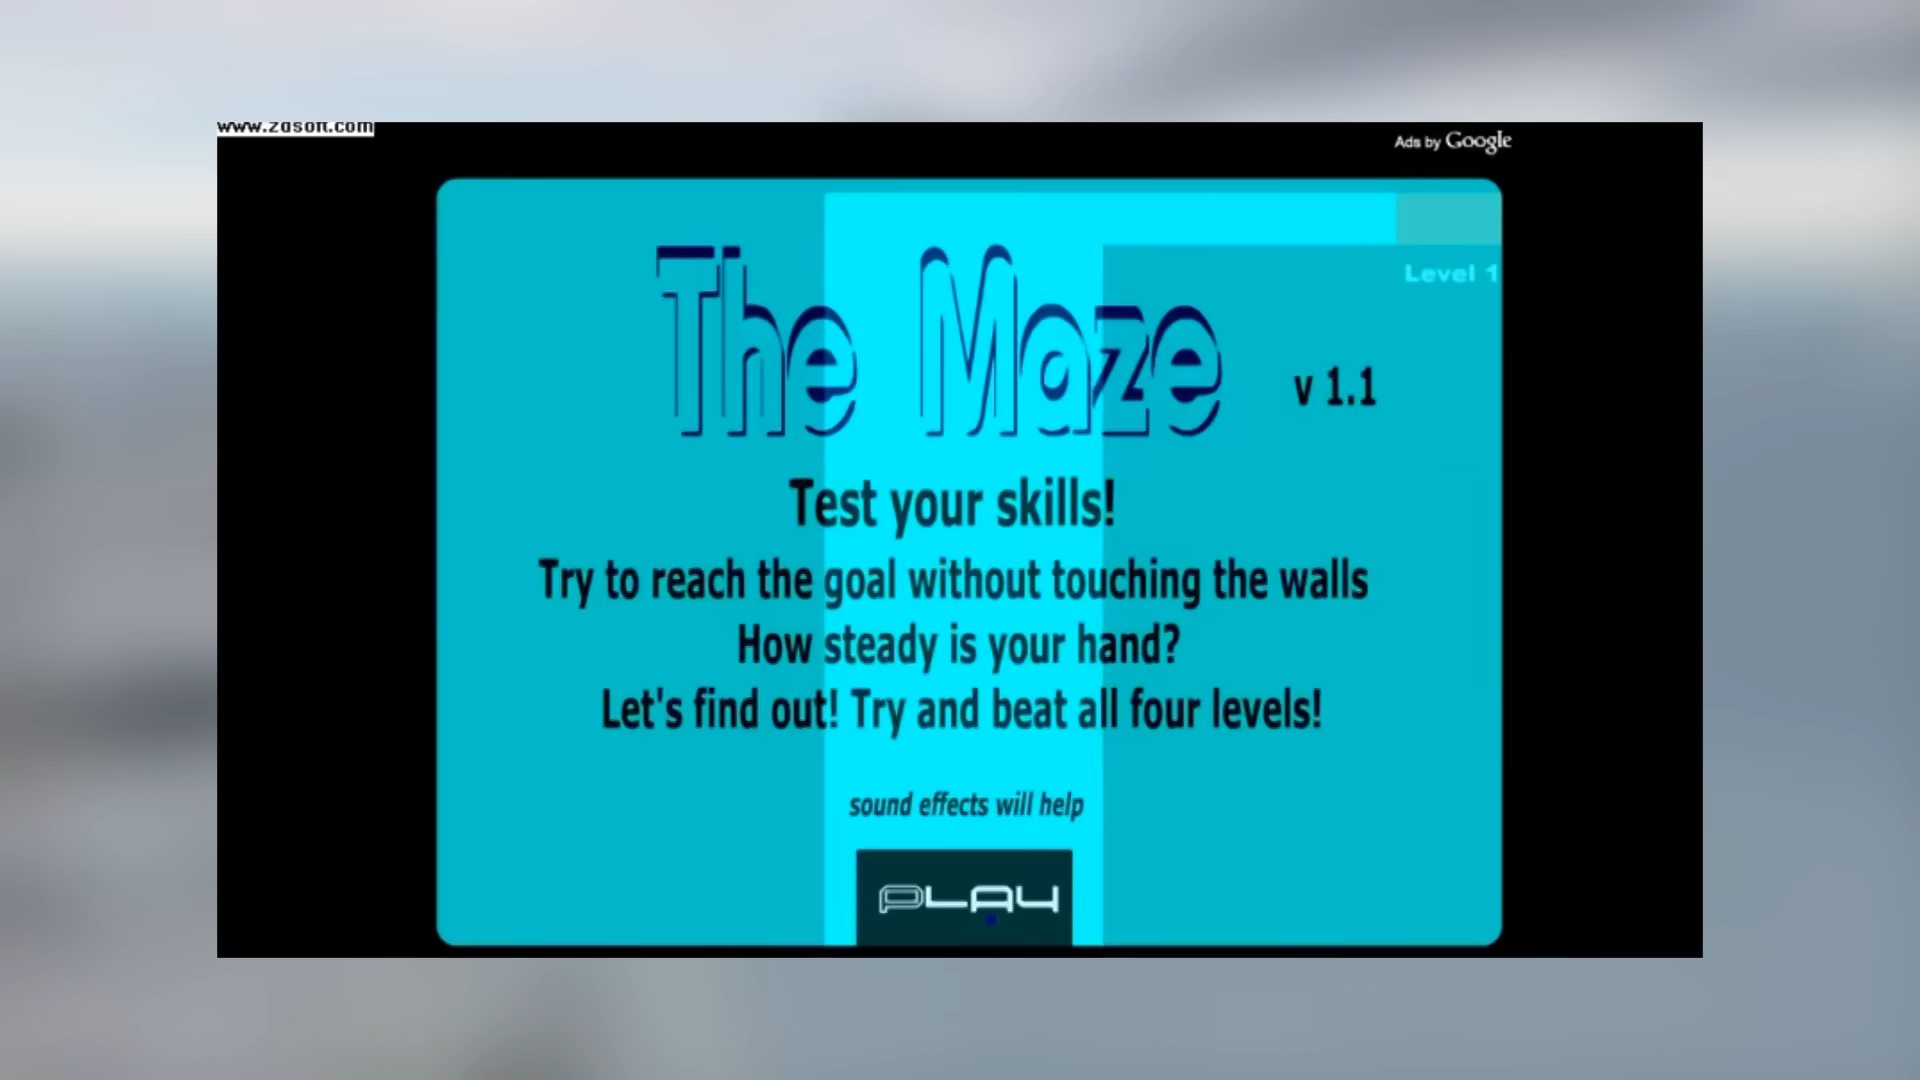 www.zdsoft.com
Ads by Google
Level 1
The Maze
v 1.1
Test your skills!
Try to reach the goal without touching the walls
How steady is your hand?
Let's find out! Try and beat all four levels!
sound effects will help
PLAY